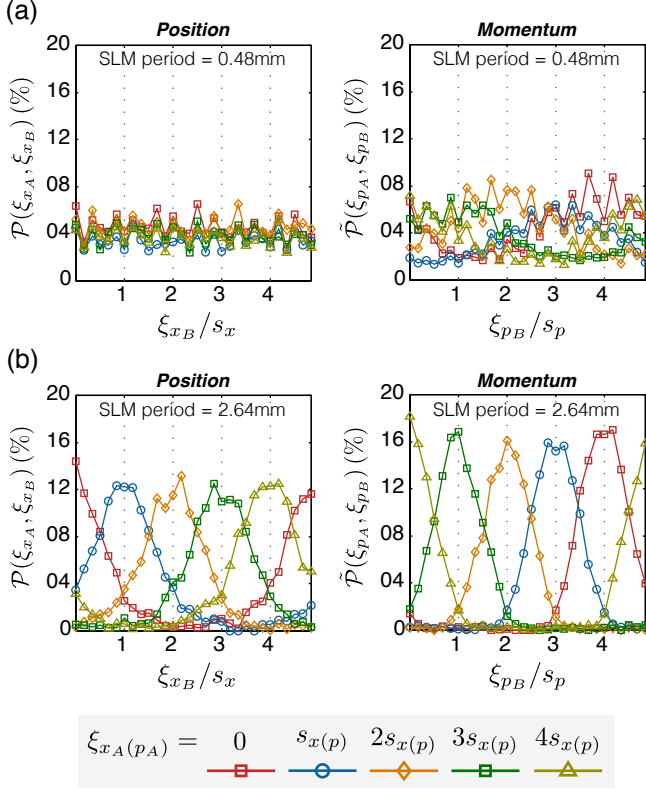 (a)
Position
Momentum
SLM period = 0.48mm
SLM period = 0.48mm
20
16
12
08
04
0
𝒫(ξ_{x_A}, ξ_{x_B}) (%)
1 2 3 4
ξ_{x_B}/s_x
20
16
12
08
04
0
𝒫̃(ξ_{p_A}, ξ_{p_B}) (%)
1 2 3 4
ξ_{p_B}/s_p
(b)
Position
Momentum
SLM period = 2.64mm
SLM period = 2.64mm
20
16
12
08
04
0
𝒫(ξ_{x_A}, ξ_{x_B}) (%)
1 2 3 4
ξ_{x_B}/s_x
20
16
12
08
04
0
𝒫̃(ξ_{p_A}, ξ_{p_B}) (%)
1 2 3 4
ξ_{p_B}/s_p
ξ_{x_A(p_A)} = 0 s_{x(p)} 2s_{x(p)} 3s_{x(p)} 4s_{x(p)}